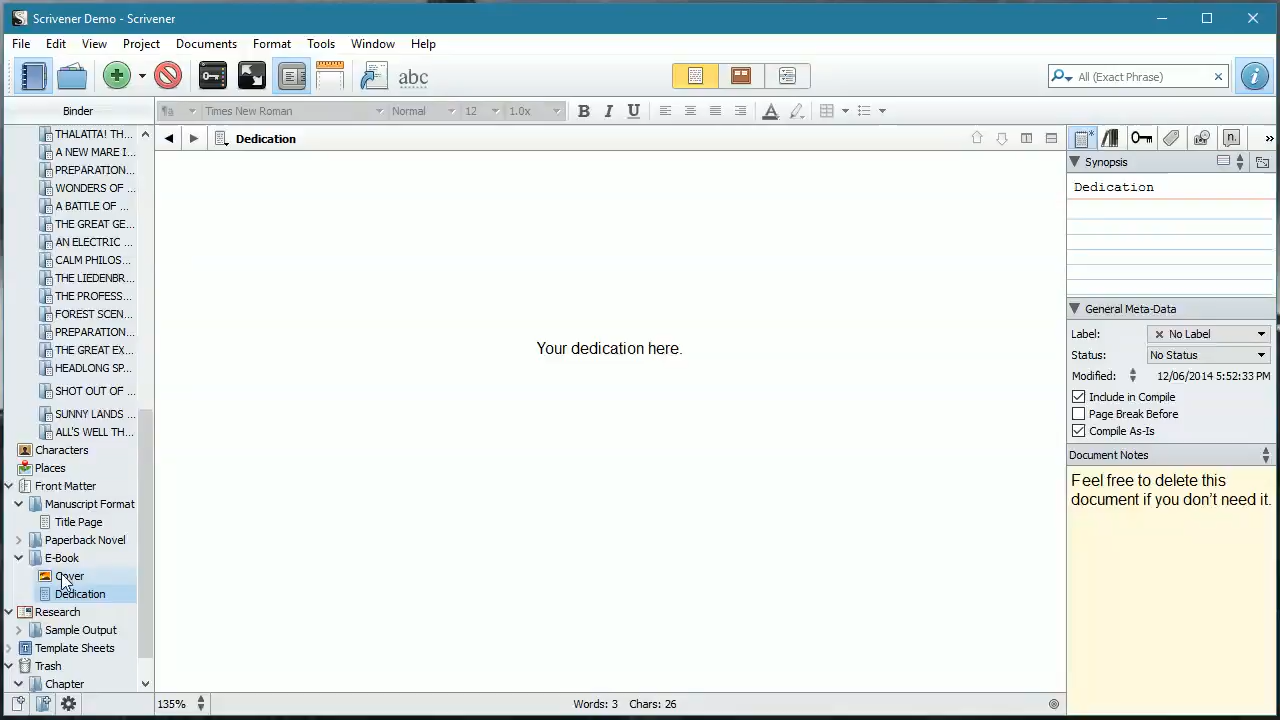 Scrivener Demo - Scrivener
File Edit View Project Documents Format Tools Window Help
abc
All (Exact Phrase)
Binder
Times New Roman Normal 12 1.0x B I U A
Dedication
THALATTA! TH...
A NEW MARE I...
PREPARATION...
WONDERS OF ...
A BATTLE OF ...
THE GREAT GE...
AN ELECTRIC ...
CALM PHILOS...
THE LIEDENBR...
THE PROFESS...
FOREST SCEN...
PREPARATION...
THE GREAT EX...
HEADLONG SP...
SHOT OUT OF ...
SUNNY LANDS ...
ALL'S WELL TH...
Characters
Places
Front Matter
Manuscript Format
Title Page
Paperback Novel
E-Book
Cover
Dedication
Research
Sample Output
Template Sheets
Trash
Chapter
Your dedication here.
135%
Words: 3 Chars: 26
Synopsis
Dedication
General Meta-Data
Label: No Label
Status: No Status
Modified: 12/06/2014 5:52:33 PM
Include in Compile
Page Break Before
Compile As-Is
Document Notes
Feel free to delete this
document if you don't need it.